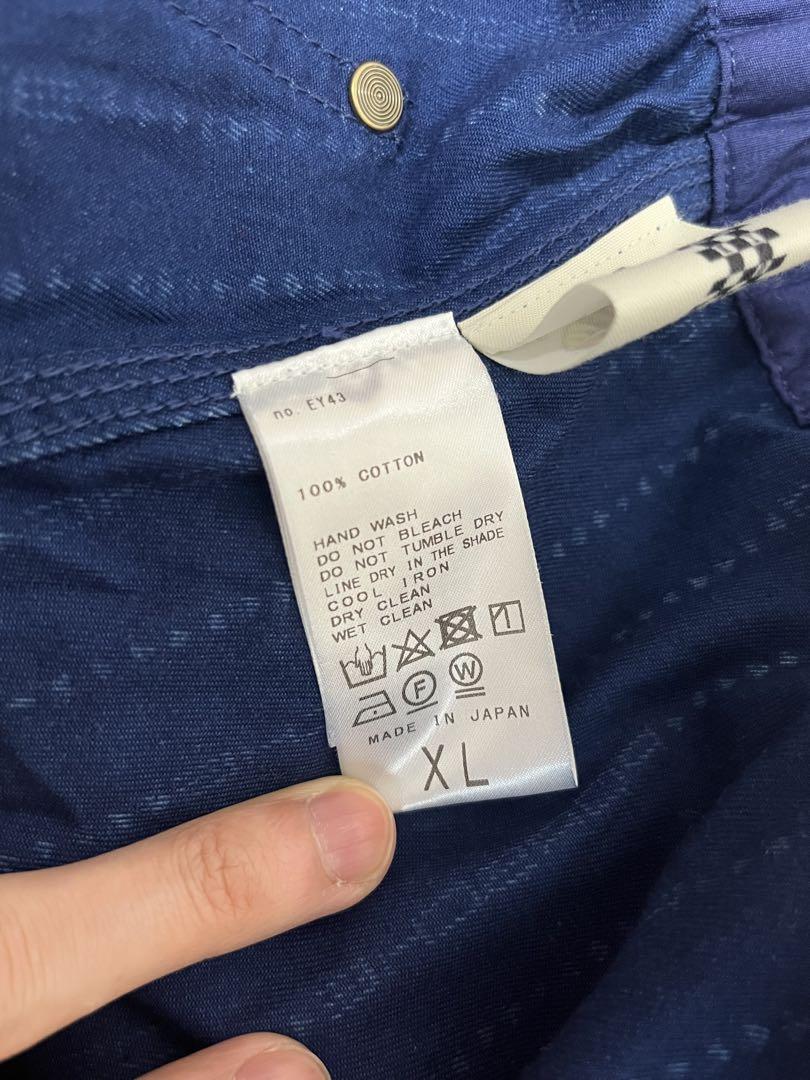 no. EY43
100% COTTON
HAND WASH
DO NOT BLEACH
DO NOT TUMBLE DRY
LINE DRY IN THE SHADE
COOL IRON
DRY CLEAN
WET CLEAN
F W
MADE IN JAPAN
XL